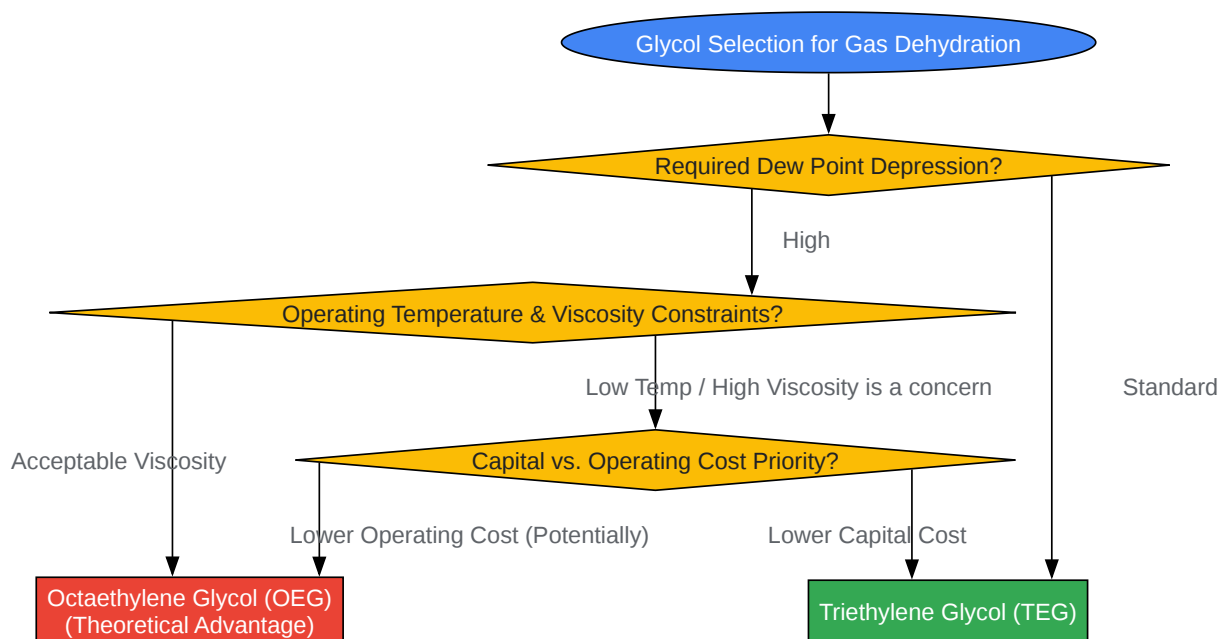 Glycol Selection for Gas Dehydration
Required Dew Point Depression?
High
Operating Temperature & Viscosity Constraints?
Low Temp / High Viscosity is a concern
Standard
Acceptable Viscosity
Capital vs. Operating Cost Priority?
Lower Operating Cost (Potentially)
Lower Capital Cost
Octaethylene Glycol (OEG)
(Theoretical Advantage)
Triethylene Glycol (TEG)